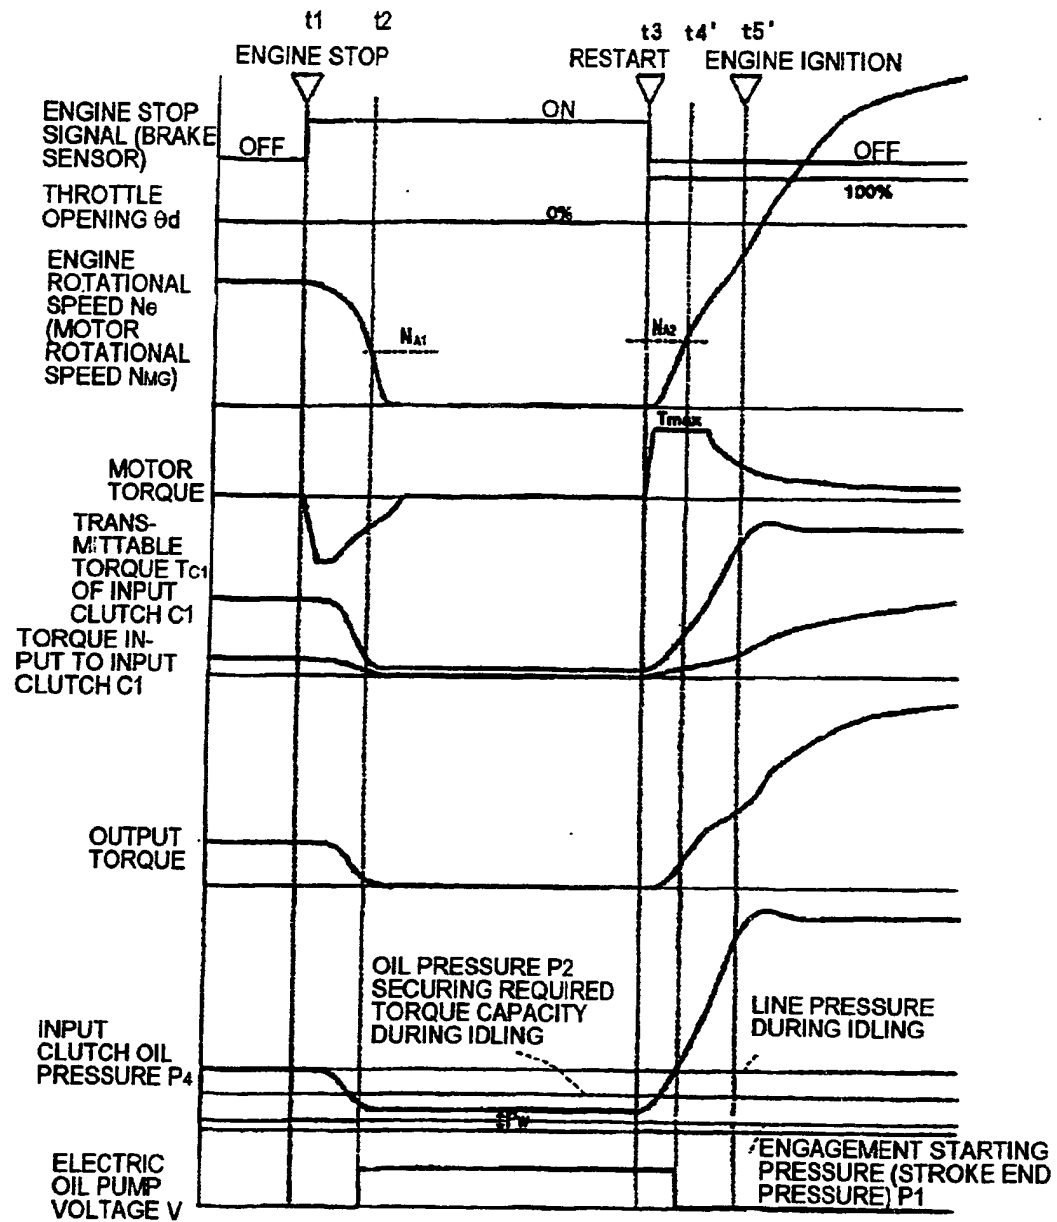 t1 t2 t3 t4' t5'
ENGINE STOP RESTART ENGINE IGNITION
ENGINE STOP
SIGNAL (BRAKE
SENSOR)
OFF
ON
OFF
THROTTLE
OPENING θd
0%
100%
ENGINE
ROTATIONAL
SPEED Ne
(MOTOR
ROTATIONAL
SPEED NMG)
NA1
NA2
MOTOR
TORQUE
Tmax
TRANS-
MITTABLE
TORQUE TC1
OF INPUT
CLUTCH C1
TORQUE IN-
PUT TO INPUT
CLUTCH C1
OUTPUT
TORQUE
OIL PRESSURE P2
SECURING REQUIRED
TORQUE CAPACITY
DURING IDLING
LINE PRESSURE
DURING IDLING
INPUT
CLUTCH OIL
PRESSURE P4
PW
ENGAGEMENT STARTING
PRESSURE (STROKE END
PRESSURE) P1
ELECTRIC
OIL PUMP
VOLTAGE V